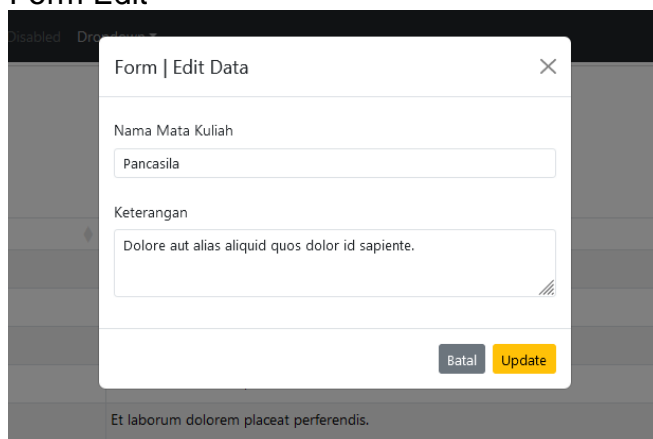 Form Edit
Disabled Dropdown
Form | Edit Data
Nama Mata Kuliah
Pancasila
Keterangan
Dolore aut alias aliquid quos dolor id sapiente.
Batal Update
Et laborum dolorem placeat perferendis.